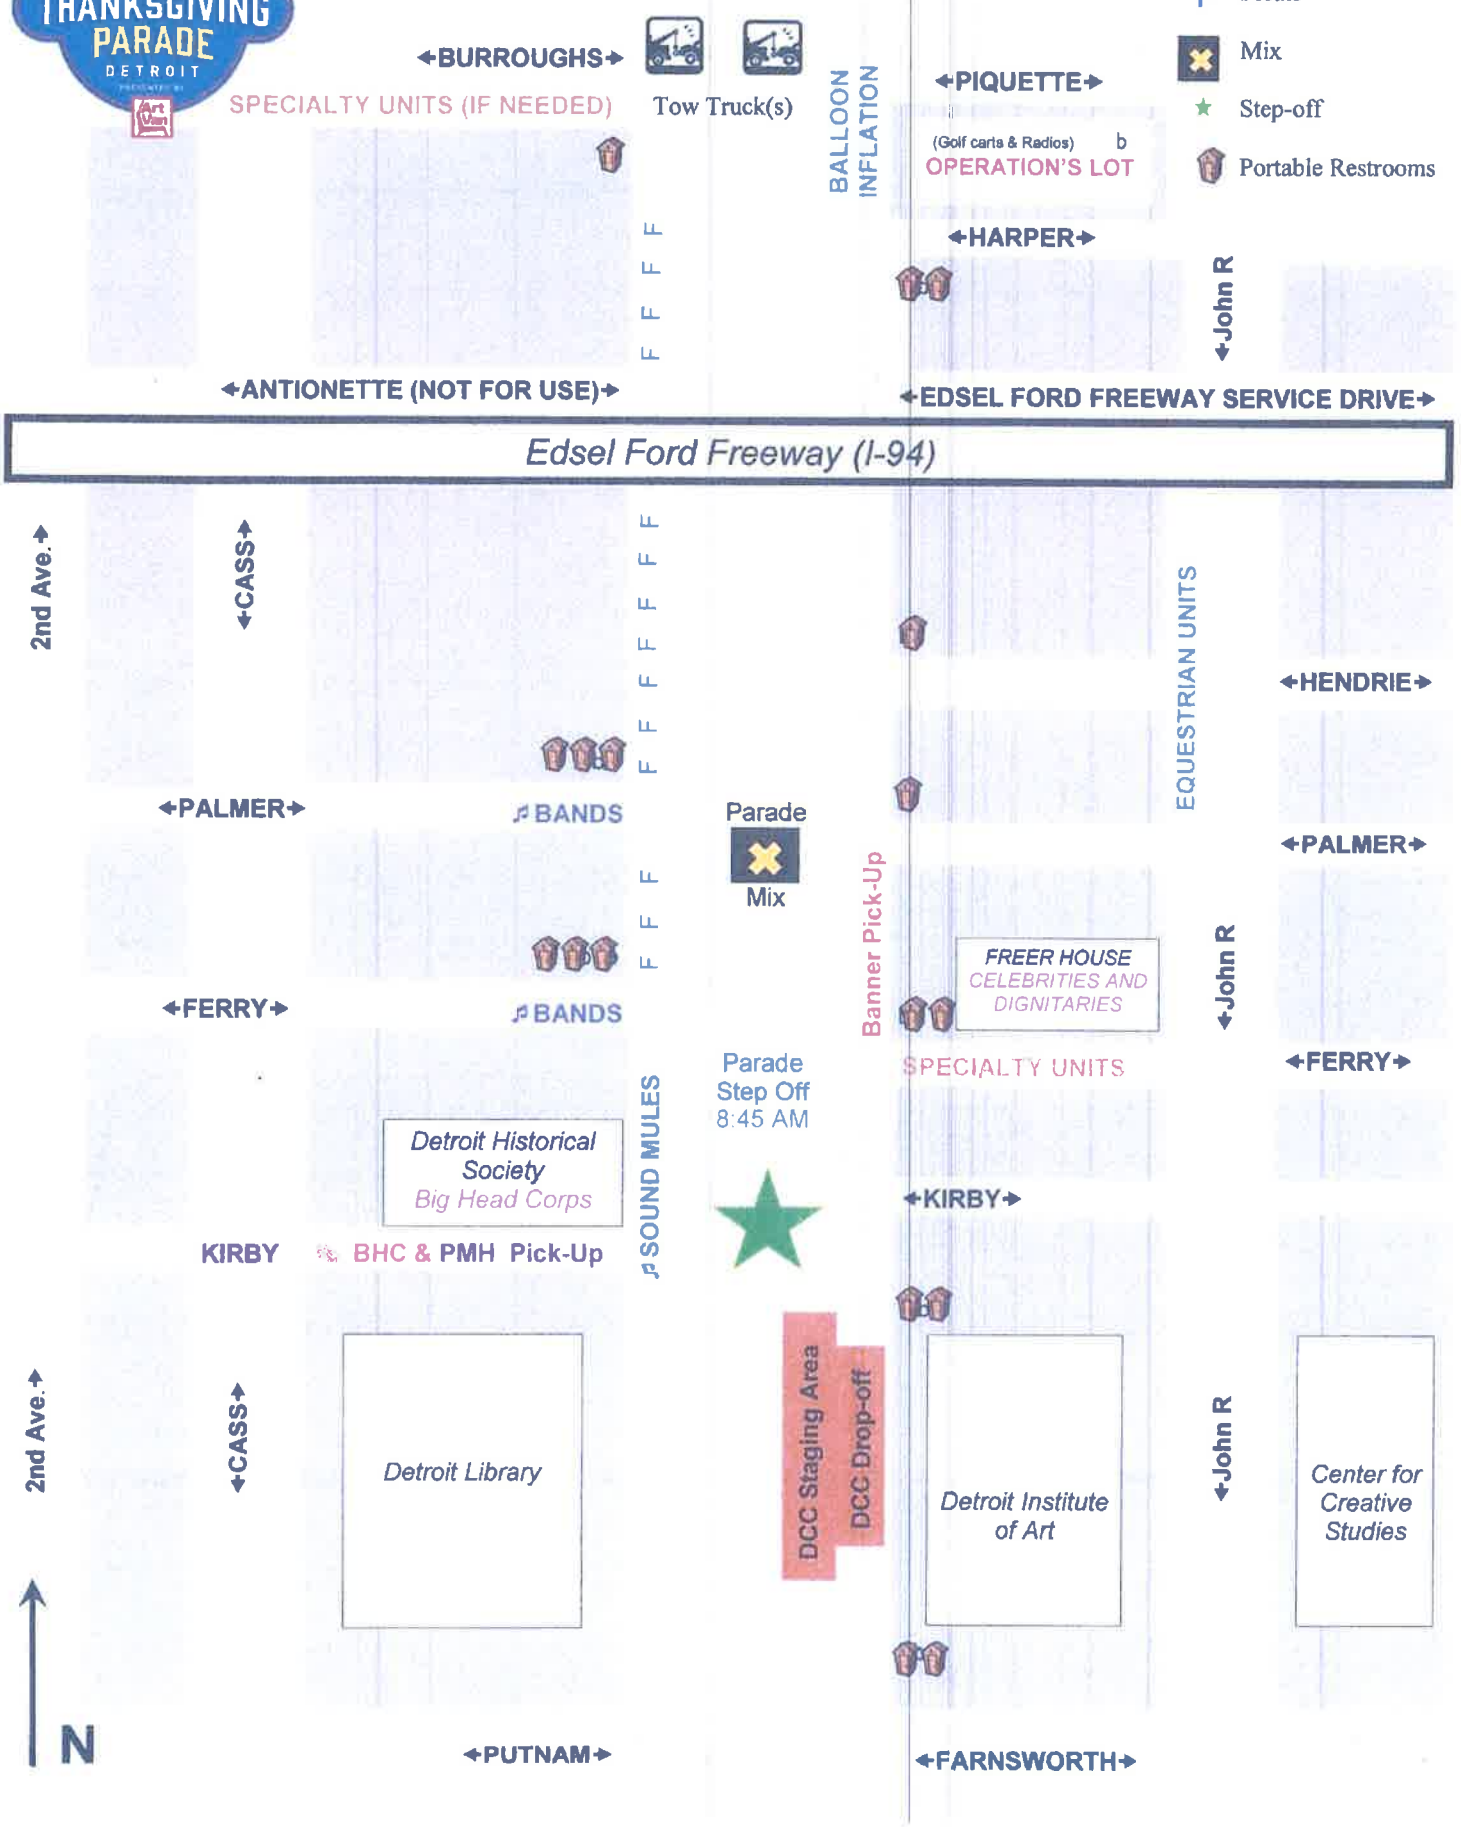 THANKSGIVING
PARADE
DETROIT
PRESENTED BY
Art
Van
←BURROUGHS→
SPECIALTY UNITS (IF NEEDED)
Tow Truck(s)
BALLOON
INFLATION
←PIQUETTE→
(Golf carts & Radios) b
OPERATION'S LOT
Mix
Step-off
Portable Restrooms
←HARPER→
F
F
F
F
←John R
←ANTIONETTE (NOT FOR USE)→
←EDSEL FORD FREEWAY SERVICE DRIVE→
Edsel Ford Freeway (I-94)
2nd Ave.→
←CASS→
F
F
F
F
F
F
F
EQUESTRIAN UNITS
←HENDRIE→
←PALMER→
♫BANDS
Parade
Mix
←PALMER→
F
F
F
Banner Pick-Up
FREER HOUSE
CELEBRITIES AND
DIGNITARIES
←John R
←FERRY→
♫BANDS
Parade
Step Off
8:45 AM
SPECIALTY UNITS
←FERRY→
Detroit Historical
Society
Big Head Corps
♫SOUND MULES
←KIRBY→
KIRBY
BHC & PMH Pick-Up
2nd Ave.→
←CASS→
Detroit Library
DCC Staging Area
DCC Drop-off
Detroit Institute
of Art
←John R
Center for
Creative
Studies
N
←PUTNAM→
←FARNSWORTH→